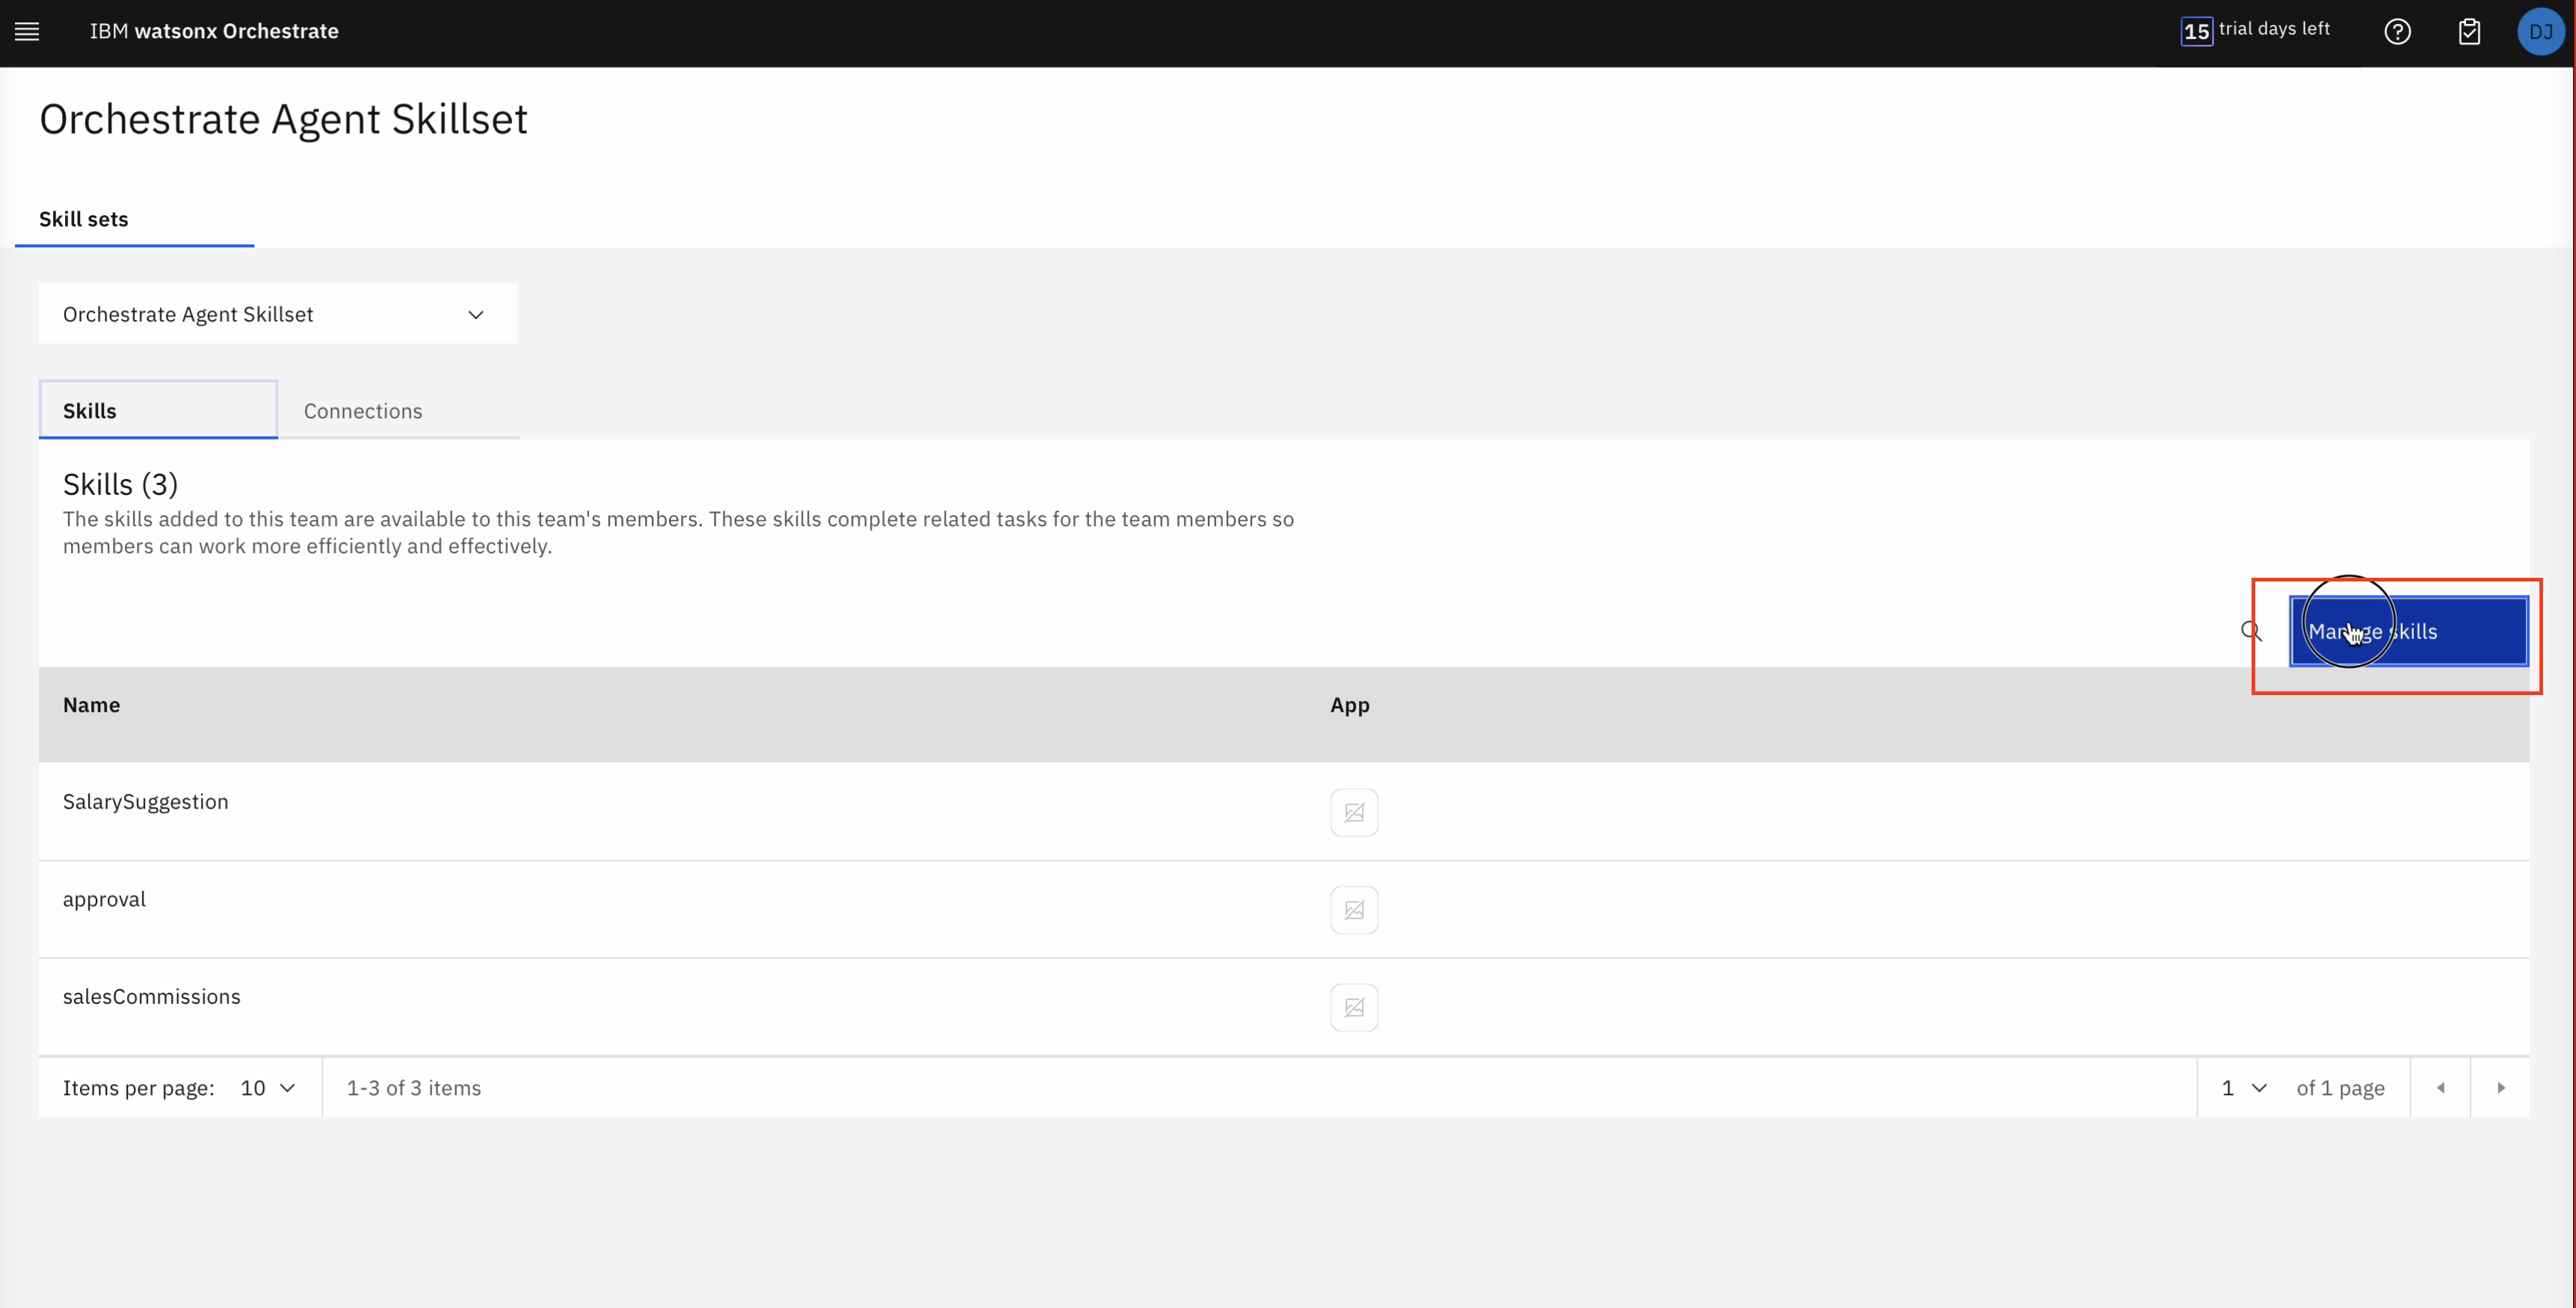 IBM watsonx Orchestrate
15 trial days left
DJ
Orchestrate Agent Skillset
Skill sets
Orchestrate Agent Skillset
Skills
Connections
Skills (3)
The skills added to this team are available to this team's members. These skills complete related tasks for the team members so
members can work more efficiently and effectively.
Manage skills
Name
App
SalarySuggestion
approval
salesCommissions
Items per page: 10
1-3 of 3 items
1
of 1 page